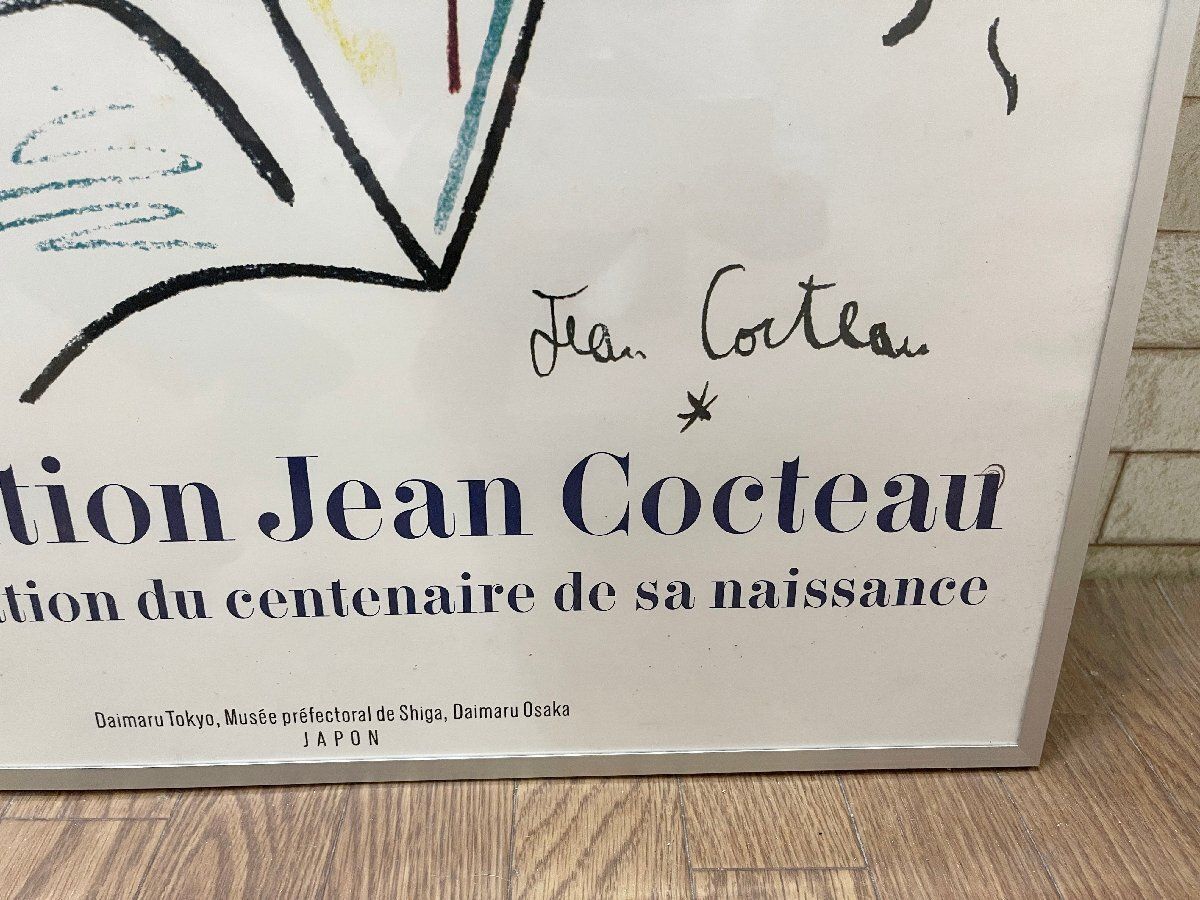 Jean Cocteau
tion Jean Cocteau
ation du centenaire de sa naissance
Daimaru Tokyo, Musée préfectoral de Shiga, Daimaru Osaka
JAPON